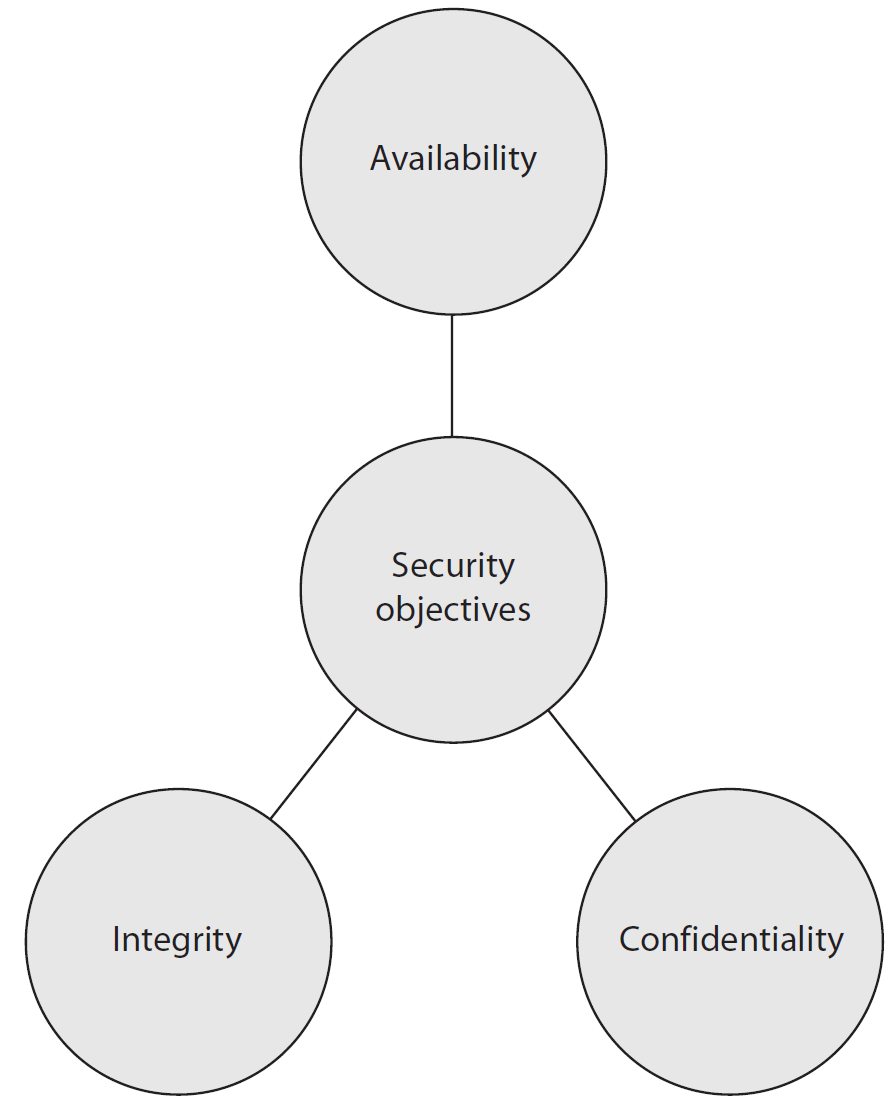 Availability
Security
objectives
Integrity
Confidentiality